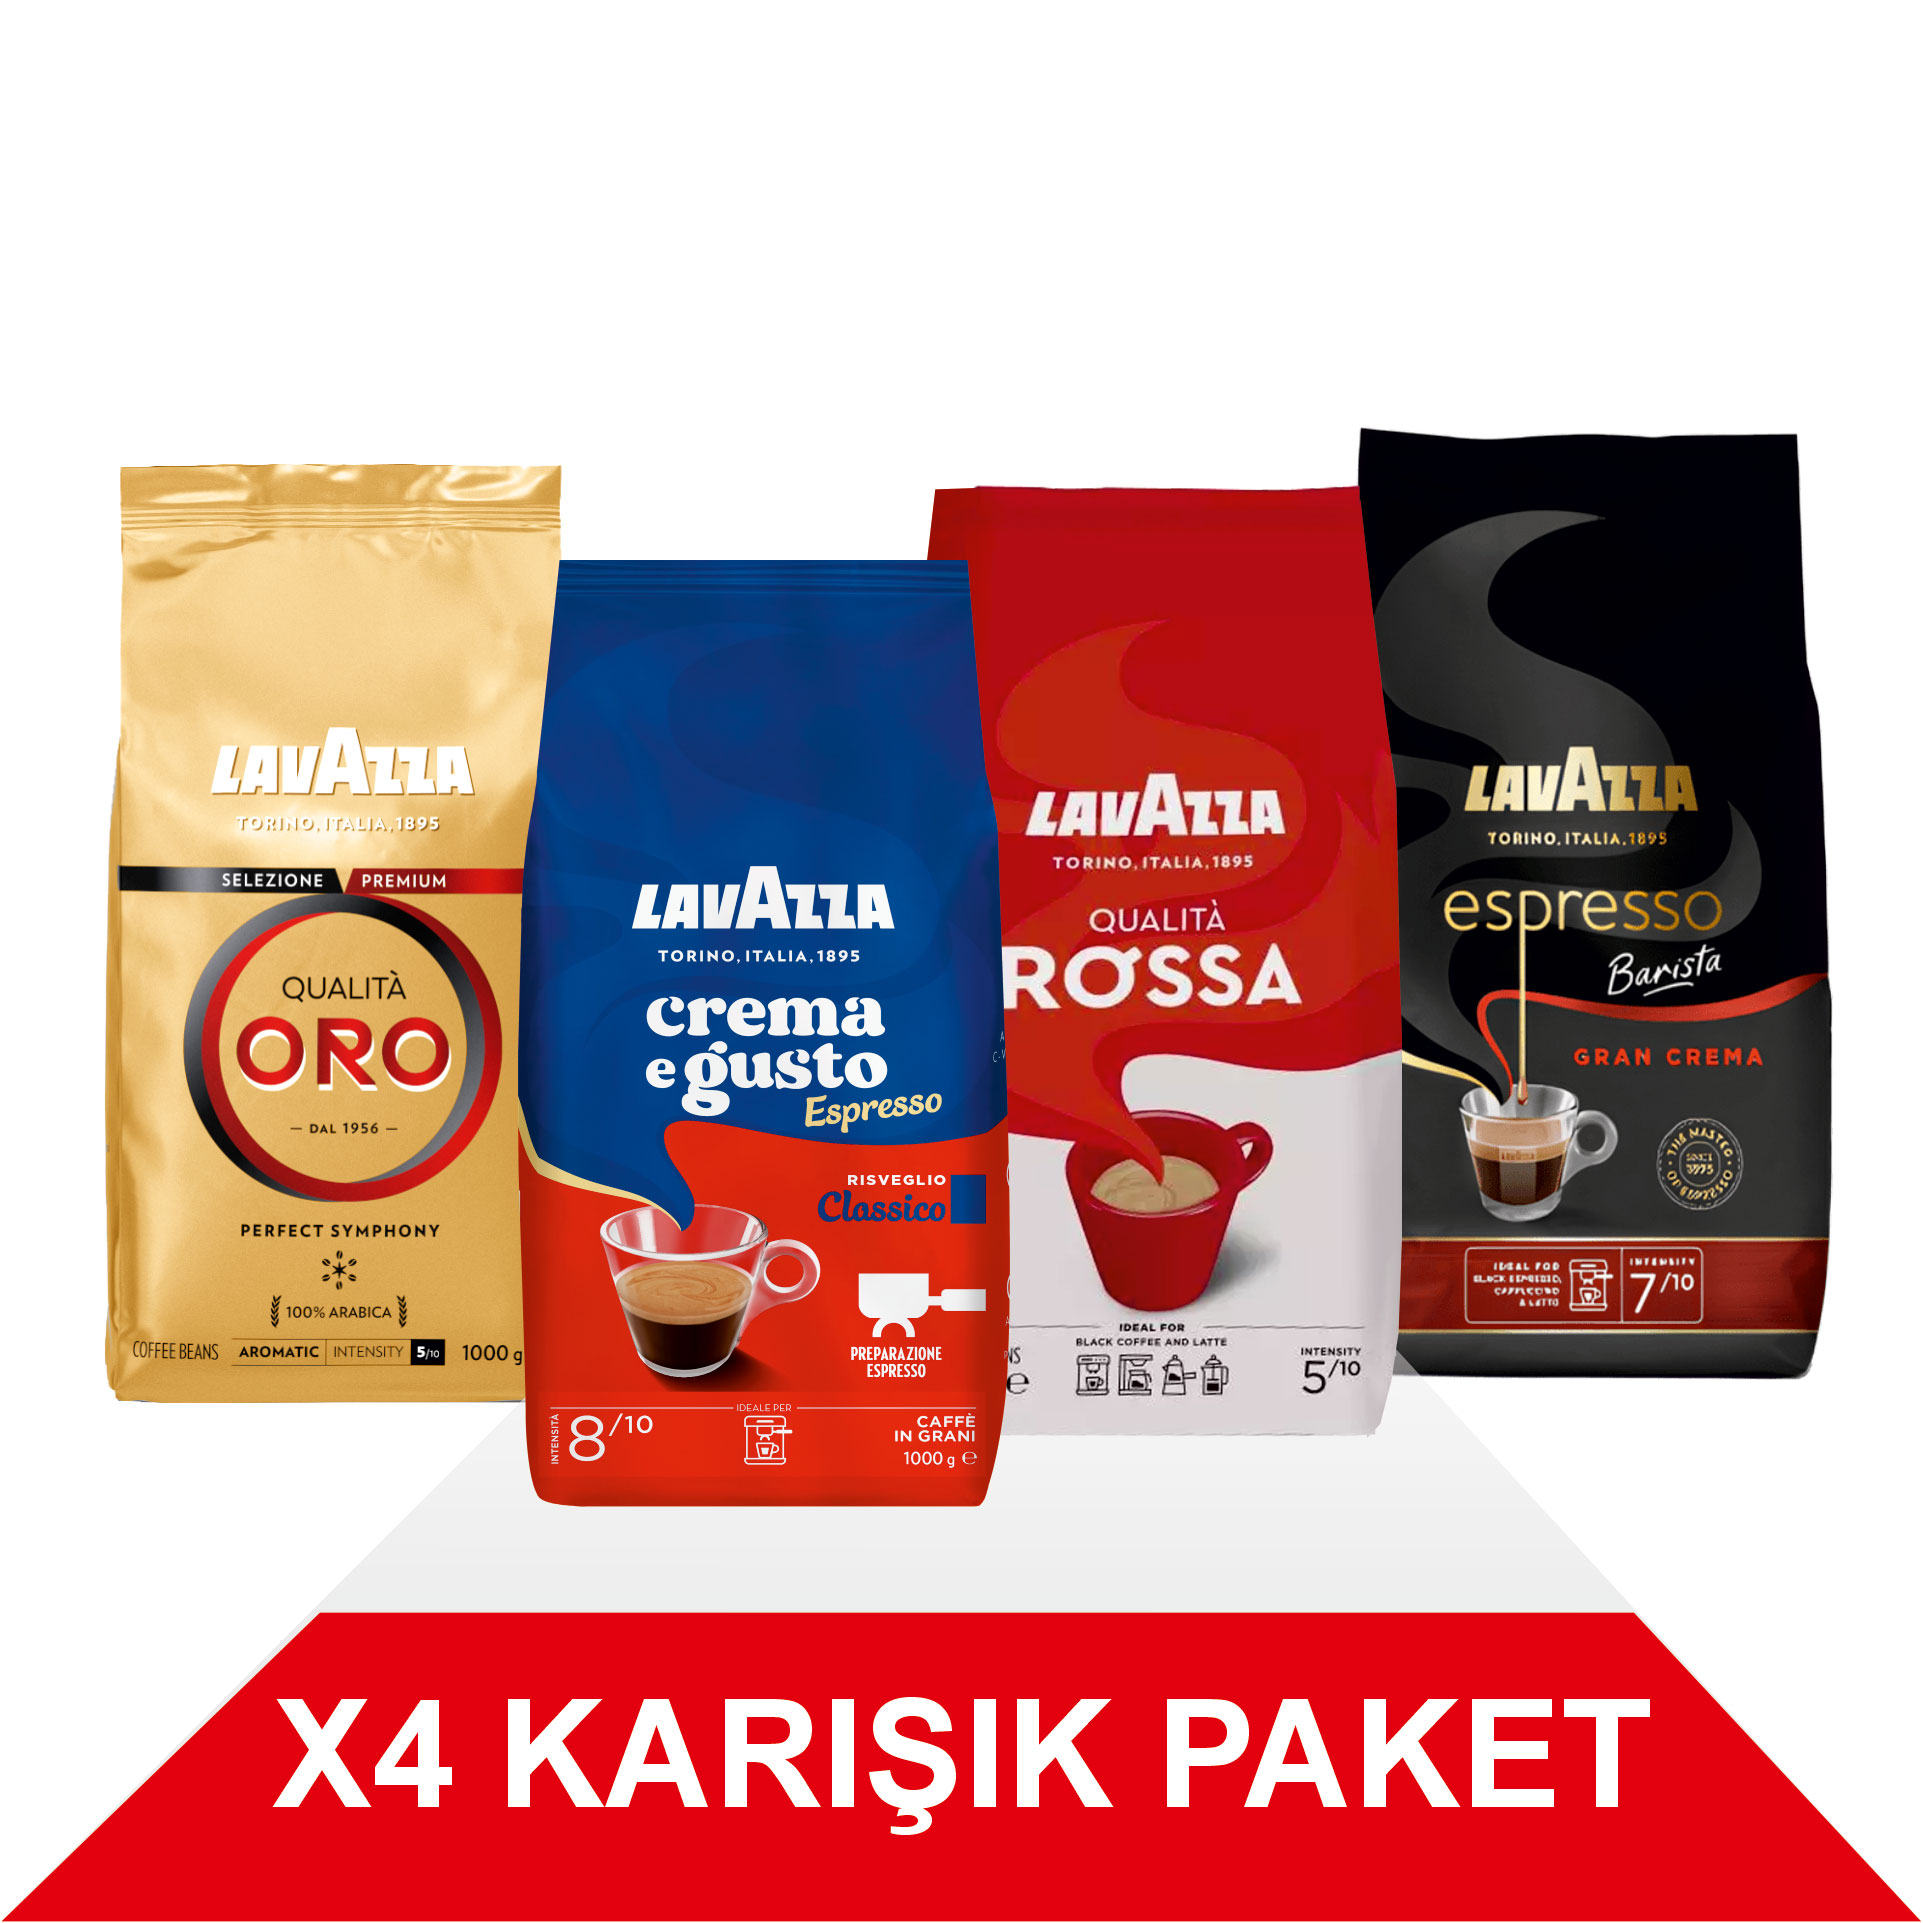 LAVAZZA
TORINO, ITALIA, 1895
SELEZIONE PREMIUM
QUALITÀ
ORO
— DAL 1956 —
PERFECT SYMPHONY
100% ARABICA
COFFEE BEANS AROMATIC INTENSITY 5/10 1000 g
LAVAZZA
TORINO, ITALIA, 1895
crema
e gusto
Espresso
RISVEGLIO
Classico
PREPARAZIONE
ESPRESSO
IDEALE PER
INTENSITÀ
8/10
CAFFÈ
IN GRANI
1000 g ℮
LAVAZZA
TORINO, ITALIA, 1895
QUALITÀ
ROSSA
IDEAL FOR
BLACK COFFEE AND LATTE
INTENSITY
5/10
LAVAZZA
TORINO, ITALIA, 1895
espresso
Barista
GRAN CREMA
IDEAL FOR
INTENSITY
7/10
X4 KARIŞIK PAKET